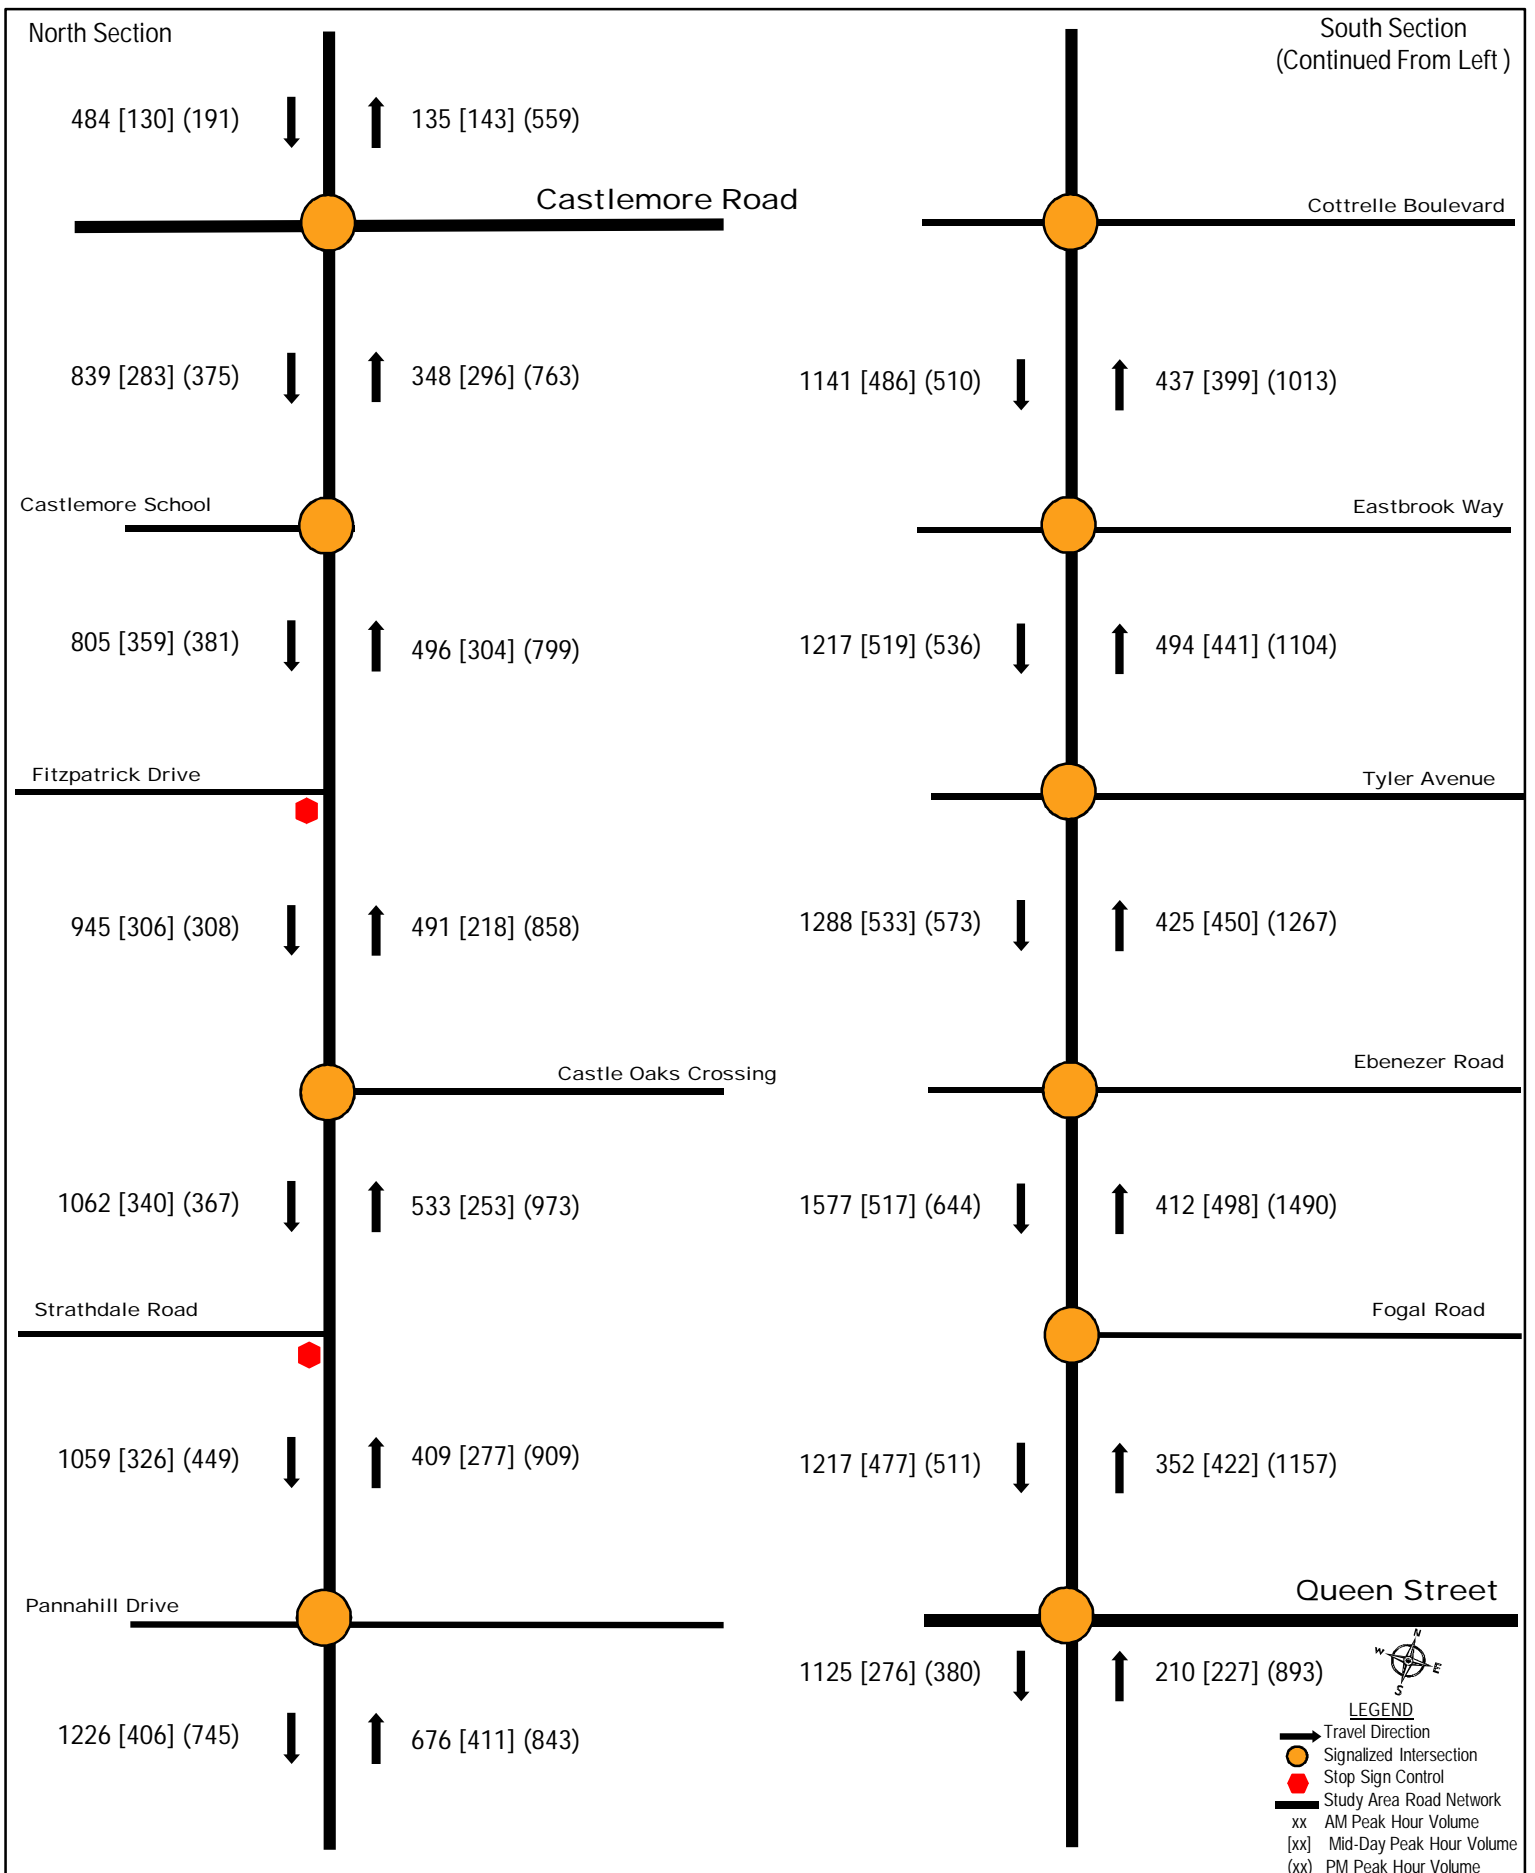 North Section
484 [130] (191)
135 [143] (559)
Castlemore Road
839 [283] (375)
348 [296] (763)
Castlemore School
805 [359] (381)
496 [304] (799)
Fitzpatrick Drive
945 [306] (308)
491 [218] (858)
Castle Oaks Crossing
1062 [340] (367)
533 [253] (973)
Strathdale Road
1059 [326] (449)
409 [277] (909)
Pannahill Drive
1226 [406] (745)
676 [411] (843)
South Section
(Continued From Left )
Cottrelle Boulevard
1141 [486] (510)
437 [399] (1013)
Eastbrook Way
1217 [519] (536)
494 [441] (1104)
Tyler Avenue
1288 [533] (573)
425 [450] (1267)
Ebenezer Road
1577 [517] (644)
412 [498] (1490)
Fogal Road
1217 [477] (511)
352 [422] (1157)
Queen Street
1125 [276] (380)
210 [227] (893)
N
W
E
S
LEGEND
Travel Direction
Signalized Intersection
Stop Sign Control
Study Area Road Network
xx AM Peak Hour Volume
[xx] Mid-Day Peak Hour Volume
(xx) PM Peak Hour Volume